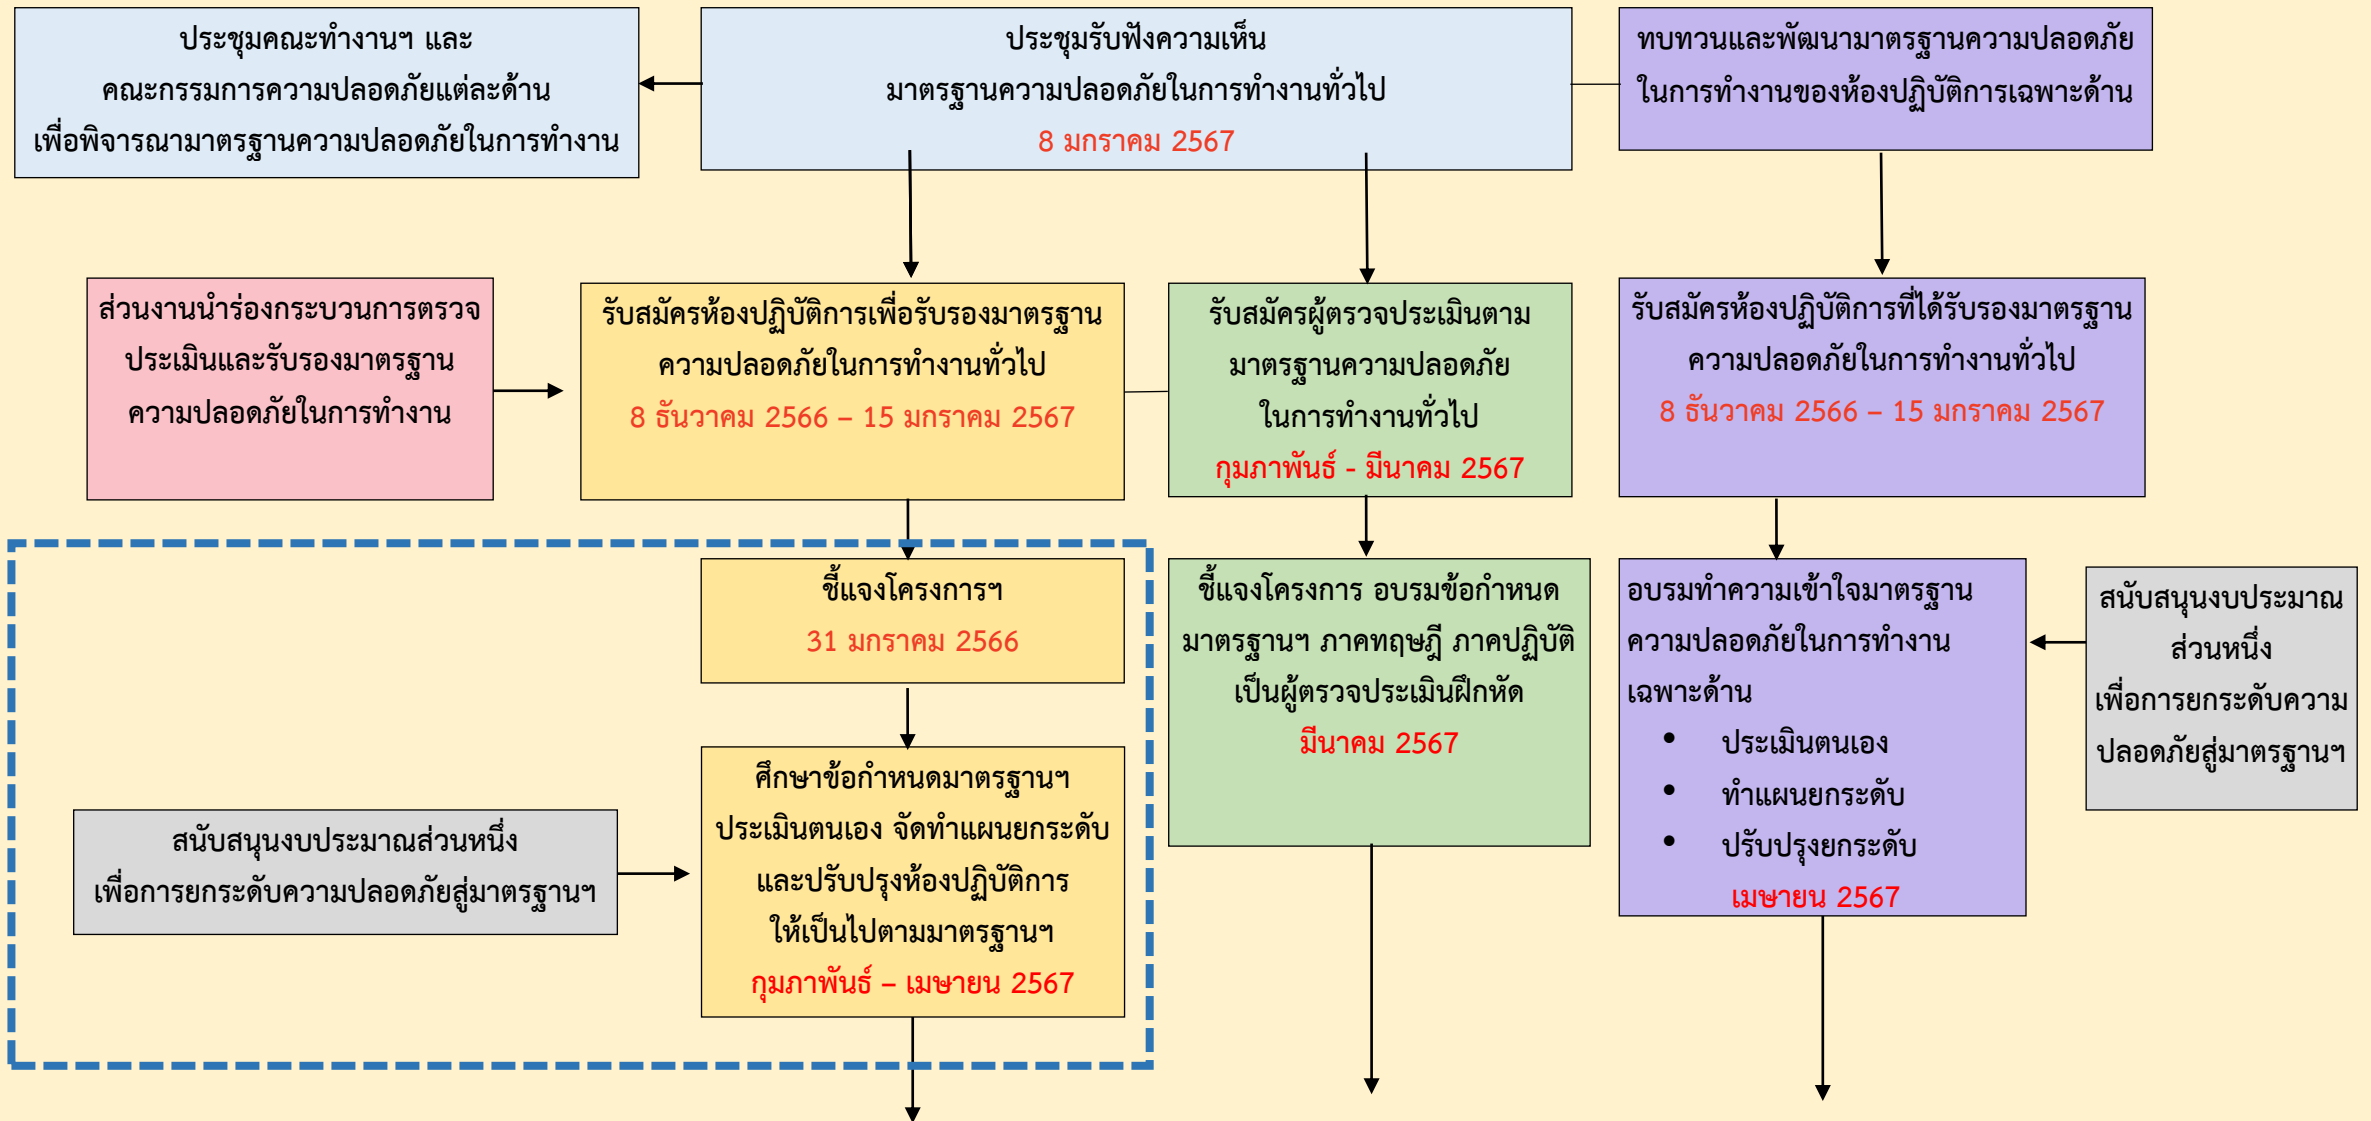 ประชุมคณะทำงานฯ และ
คณะกรรมการความปลอดภัยแต่ละด้าน
เพื่อพิจารณามาตรฐานความปลอดภัยในการทำงาน
ประชุมรับฟังความเห็น
มาตรฐานความปลอดภัยในการทำงานทั่วไป
8 มกราคม 2567
ทบทวนและพัฒนามาตรฐานความปลอดภัย
ในการทำงานของห้องปฏิบัติการเฉพาะด้าน
ส่วนงานนำร่องกระบวนการตรวจ
ประเมินและรับรองมาตรฐาน
ความปลอดภัยในการทำงาน
รับสมัครห้องปฏิบัติการเพื่อรับรองมาตรฐาน
ความปลอดภัยในการทำงานทั่วไป
8 ธันวาคม 2566 – 15 มกราคม 2567
รับสมัครผู้ตรวจประเมินตาม
มาตรฐานความปลอดภัย
ในการทำงานทั่วไป
กุมภาพันธ์ - มีนาคม 2567
รับสมัครห้องปฏิบัติการที่ได้รับรองมาตรฐาน
ความปลอดภัยในการทำงานทั่วไป
8 ธันวาคม 2566 – 15 มกราคม 2567
ชี้แจงโครงการฯ
31 มกราคม 2566
ชี้แจงโครงการ อบรมข้อกำหนด
มาตรฐานฯ ภาคทฤษฎี ภาคปฏิบัติ
เป็นผู้ตรวจประเมินฝึกหัด
มีนาคม 2567
อบรมทำความเข้าใจมาตรฐาน
ความปลอดภัยในการทำงาน
เฉพาะด้าน
• ประเมินตนเอง
• ทำแผนยกระดับ
• ปรับปรุงยกระดับ
เมษายน 2567
สนับสนุนงบประมาณ
ส่วนหนึ่ง
เพื่อการยกระดับความ
ปลอดภัยสู่มาตรฐานฯ
สนับสนุนงบประมาณส่วนหนึ่ง
เพื่อการยกระดับความปลอดภัยสู่มาตรฐานฯ
ศึกษาข้อกำหนดมาตรฐานฯ
ประเมินตนเอง จัดทำแผนยกระดับ
และปรับปรุงห้องปฏิบัติการ
ให้เป็นไปตามมาตรฐานฯ
กุมภาพันธ์ – เมษายน 2567